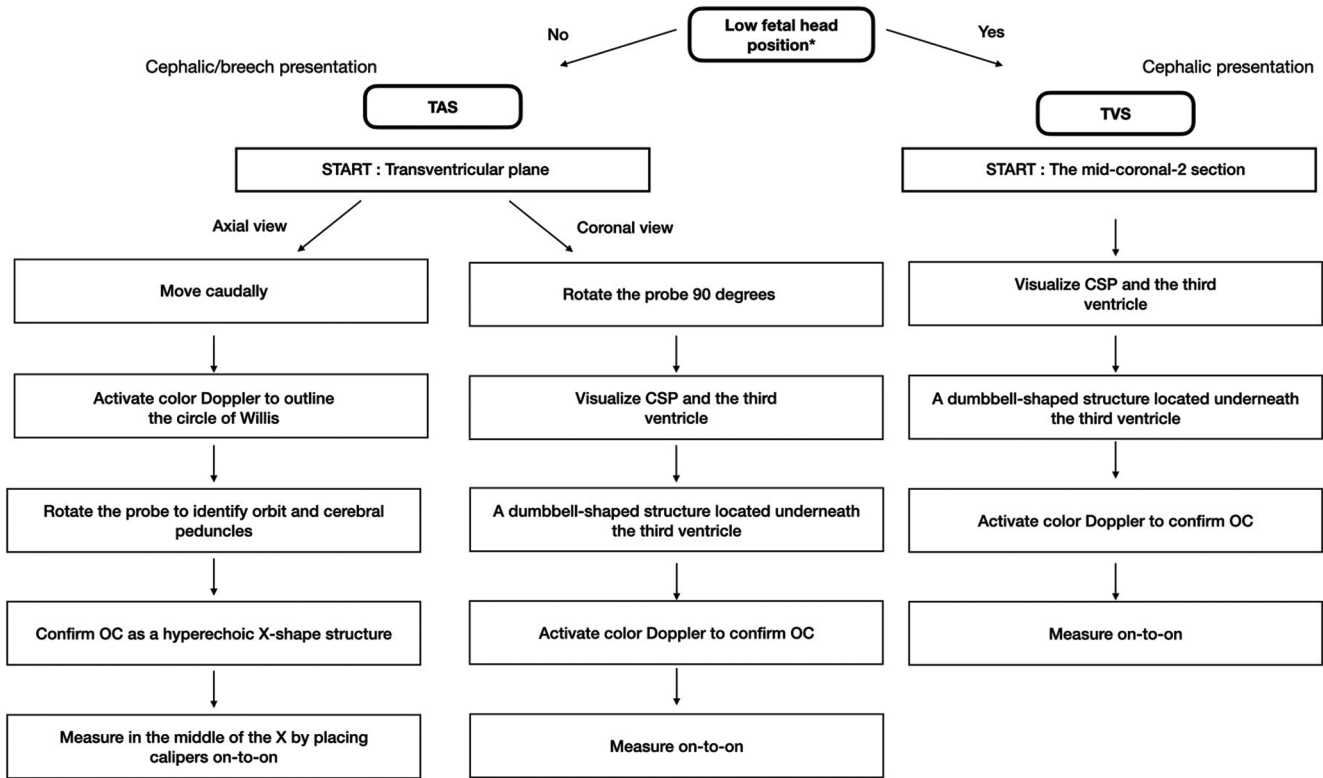 Low fetal head
position*
No
Yes
Cephalic/breech presentation
Cephalic presentation
TAS
TVS
START : Transventricular plane
START : The mid-coronal-2 section
Axial view
Coronal view
Move caudally
Activate color Doppler to outline
the circle of Willis
Rotate the probe to identify orbit and cerebral
peduncles
Confirm OC as a hyperechoic X-shape structure
Measure in the middle of the X by placing
calipers on-to-on
Rotate the probe 90 degrees
Visualize CSP and the third
ventricle
A dumbbell-shaped structure located underneath
the third ventricle
Activate color Doppler to confirm OC
Measure on-to-on
Visualize CSP and the third
ventricle
A dumbbell-shaped structure located underneath
the third ventricle
Activate color Doppler to confirm OC
Measure on-to-on